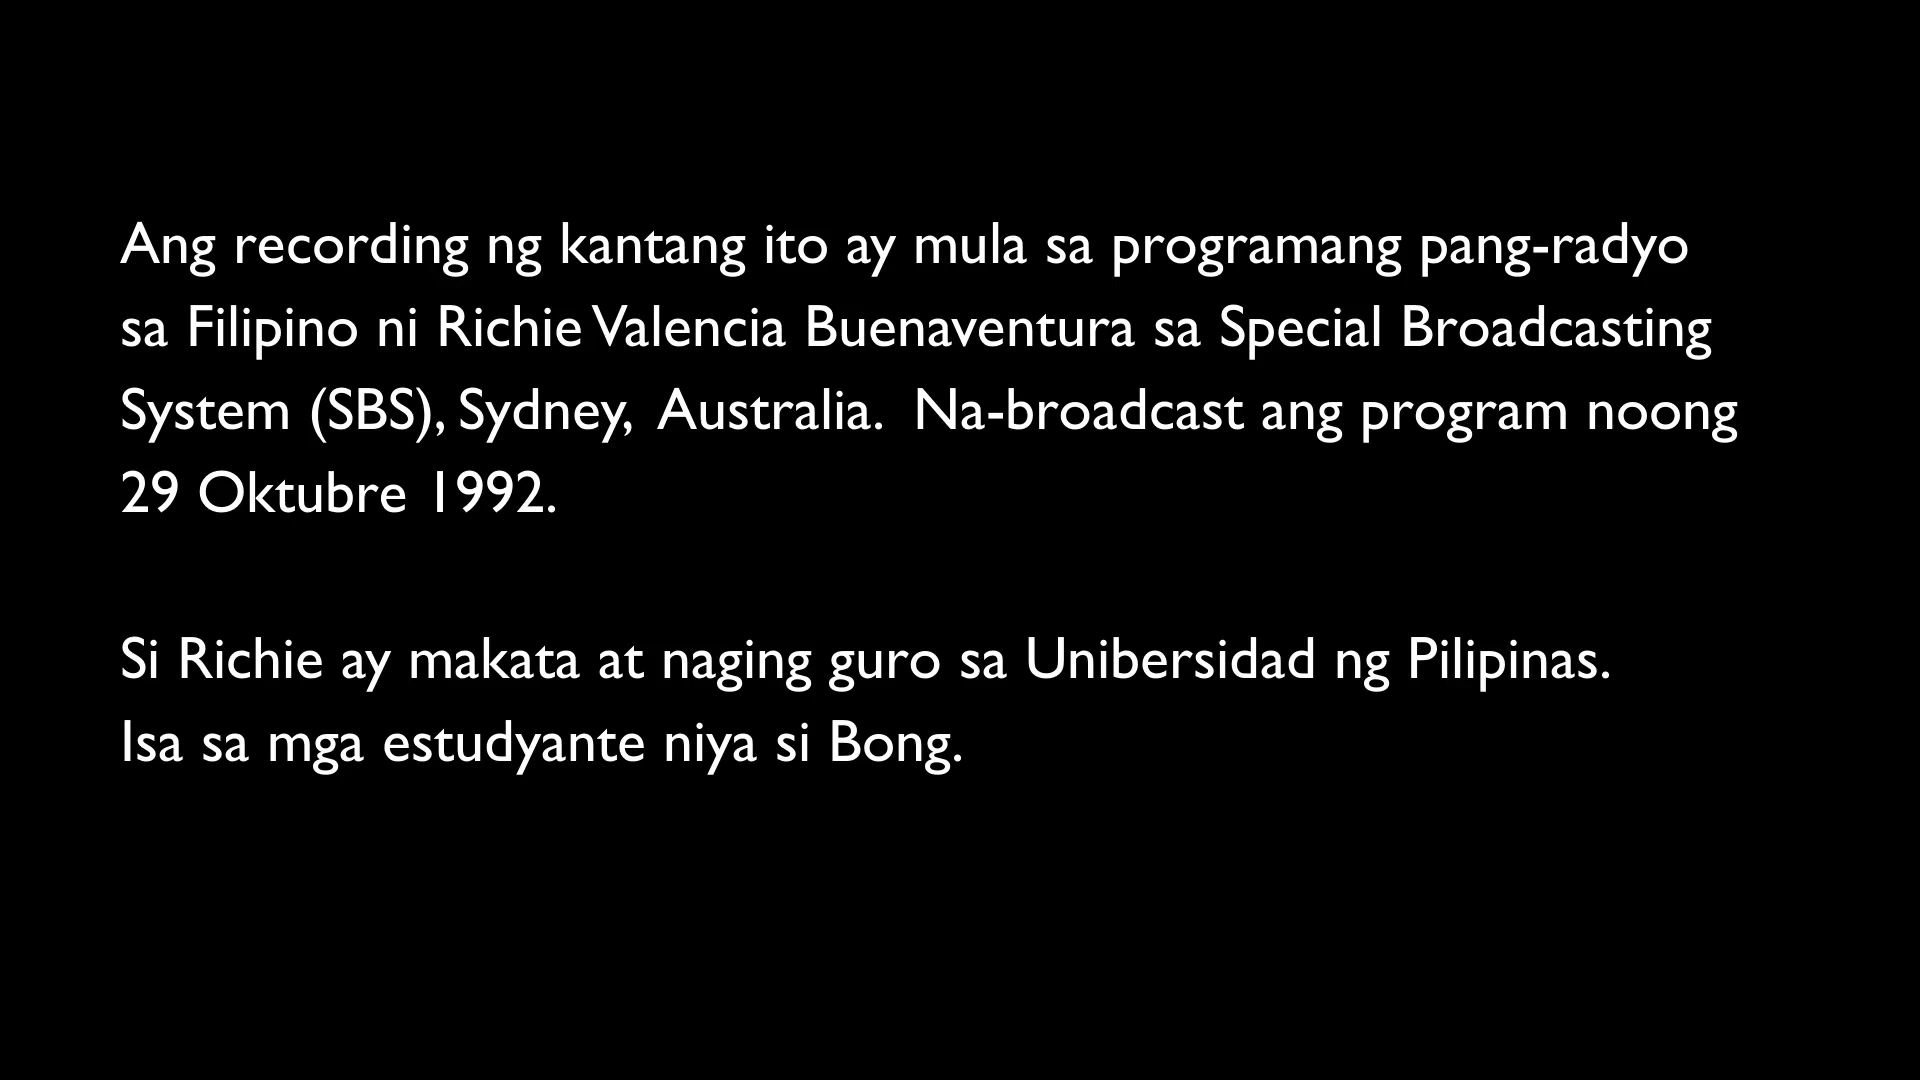 Ang recording ng kantang ito ay mula sa programang pang-radyo
sa Filipino ni Richie Valencia Buenaventura sa Special Broadcasting
System (SBS), Sydney, Australia. Na-broadcast ang program noong
29 Oktubre 1992.
Si Richie ay makata at naging guro sa Unibersidad ng Pilipinas.
Isa sa mga estudyante niya si Bong.